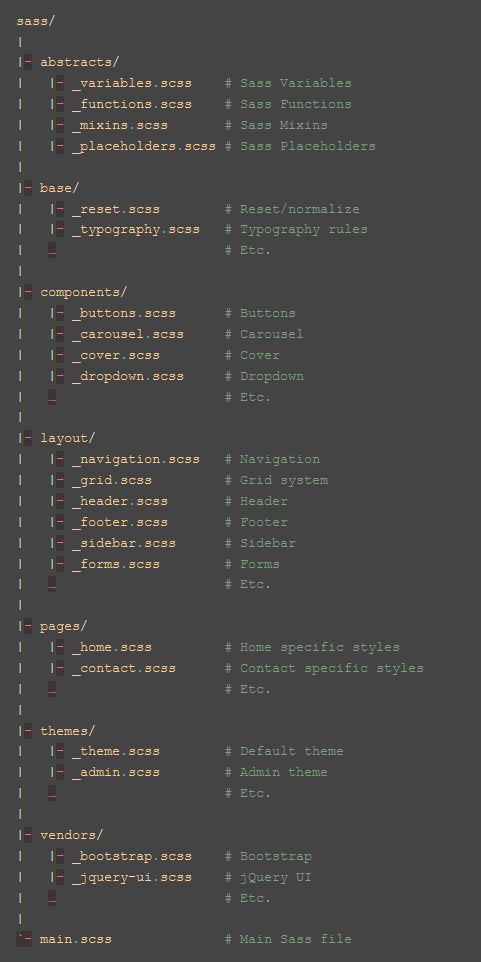 sass/
|
|- abstracts/
|   |- _variables.scss    # Sass Variables
|   |- _functions.scss    # Sass Functions
|   |- _mixins.scss       # Sass Mixins
|   |- _placeholders.scss # Sass Placeholders
|
|- base/
|   |- _reset.scss        # Reset/normalize
|   |- _typography.scss   # Typography rules
|   …                     # Etc.
|
|- components/
|   |- _buttons.scss      # Buttons
|   |- _carousel.scss     # Carousel
|   |- _cover.scss        # Cover
|   |- _dropdown.scss     # Dropdown
|   …                     # Etc.
|
|- layout/
|   |- _navigation.scss   # Navigation
|   |- _grid.scss         # Grid system
|   |- _header.scss       # Header
|   |- _footer.scss       # Footer
|   |- _sidebar.scss      # Sidebar
|   |- _forms.scss        # Forms
|   …                     # Etc.
|
|- pages/
|   |- _home.scss         # Home specific styles
|   |- _contact.scss      # Contact specific styles
|   …                     # Etc.
|
|- themes/
|   |- _theme.scss        # Default theme
|   |- _admin.scss        # Admin theme
|   …                     # Etc.
|
|- vendors/
|   |- _bootstrap.scss    # Bootstrap
|   |- _jquery-ui.scss    # jQuery UI
|   …                     # Etc.
|
`- main.scss              # Main Sass file